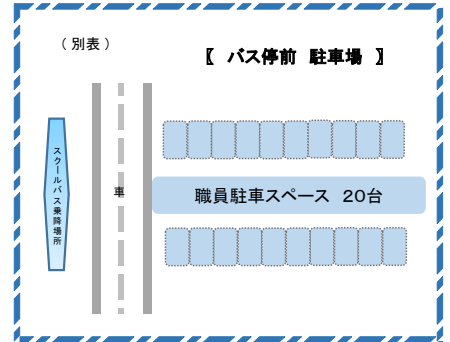 （別表）
【 バス停前 駐車場 】
スクールバス乗降場所
車
職員駐車スペース 20台